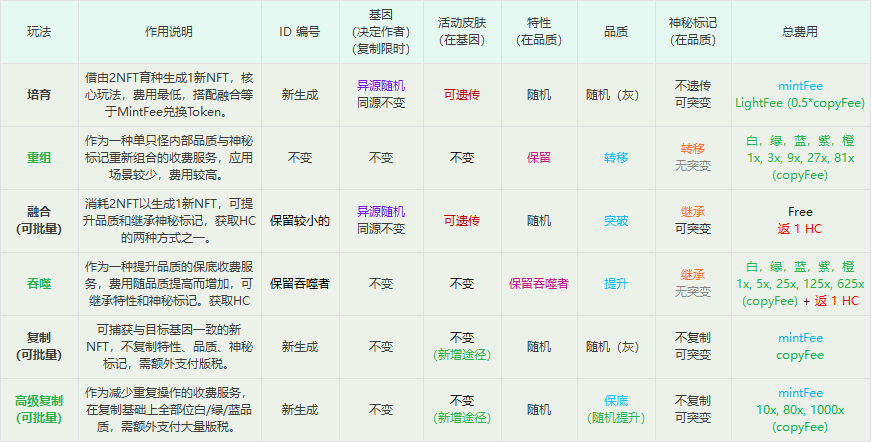 玩法
作用说明
ID 编号
基因
(决定作者)
(复制限时)
活动皮肤
(在基因)
特性
(在品质)
品质
神秘标记
(在品质)
总费用
培育
借由2NFT育种生成1新NFT，核
心玩法，费用最低，搭配融合等
于MintFee兑换Token。
新生成
异源随机
同源不变
可遗传
随机
随机（灰）
不遗传
可突变
mintFee
LightFee (0.5*copyFee)
重组
作为一种单只怪内部品质与神秘
标记重新组合的收费服务，应用
场景较少，费用较高。
不变
不变
不变
保留
转移
转移
无突变
白，绿，蓝，紫，橙
1x, 3x, 9x, 27x, 81x
(copyFee)
融合
(可批量)
消耗2NFT以生成1新NFT，可提
升品质和继承神秘标记，获取HC
的两种方式之一。
保留较小的
异源随机
同源不变
可遗传
随机
突破
继承
可突变
Free
返 1 HC
吞噬
作为一种提升品质的保底收费服
务，费用随品质提高而增加，可
继承特性和神秘标记。获取HC
保留吞噬者
不变
不变
保留吞噬者
提升
继承
无突变
白，绿，蓝，紫，橙
1x, 5x, 25x, 125x, 625x
(copyFee) + 返 1 HC
复制
(可批量)
可捕获与目标基因一致的新
NFT，不复制特性、品质、神秘
标记，需额外支付版税。
新生成
不变
不变
(新增途径)
随机
随机（灰）
不复制
可突变
mintFee
copyFee
高级复制
(可批量)
作为减少重复操作的收费服务，
在复制基础上全部位白/绿/蓝品
质，需额外支付大量版税。
新生成
不变
不变
(新增途径)
随机
保底
(随机提升)
不复制
可突变
mintFee
10x, 80x, 1000x
(copyFee)